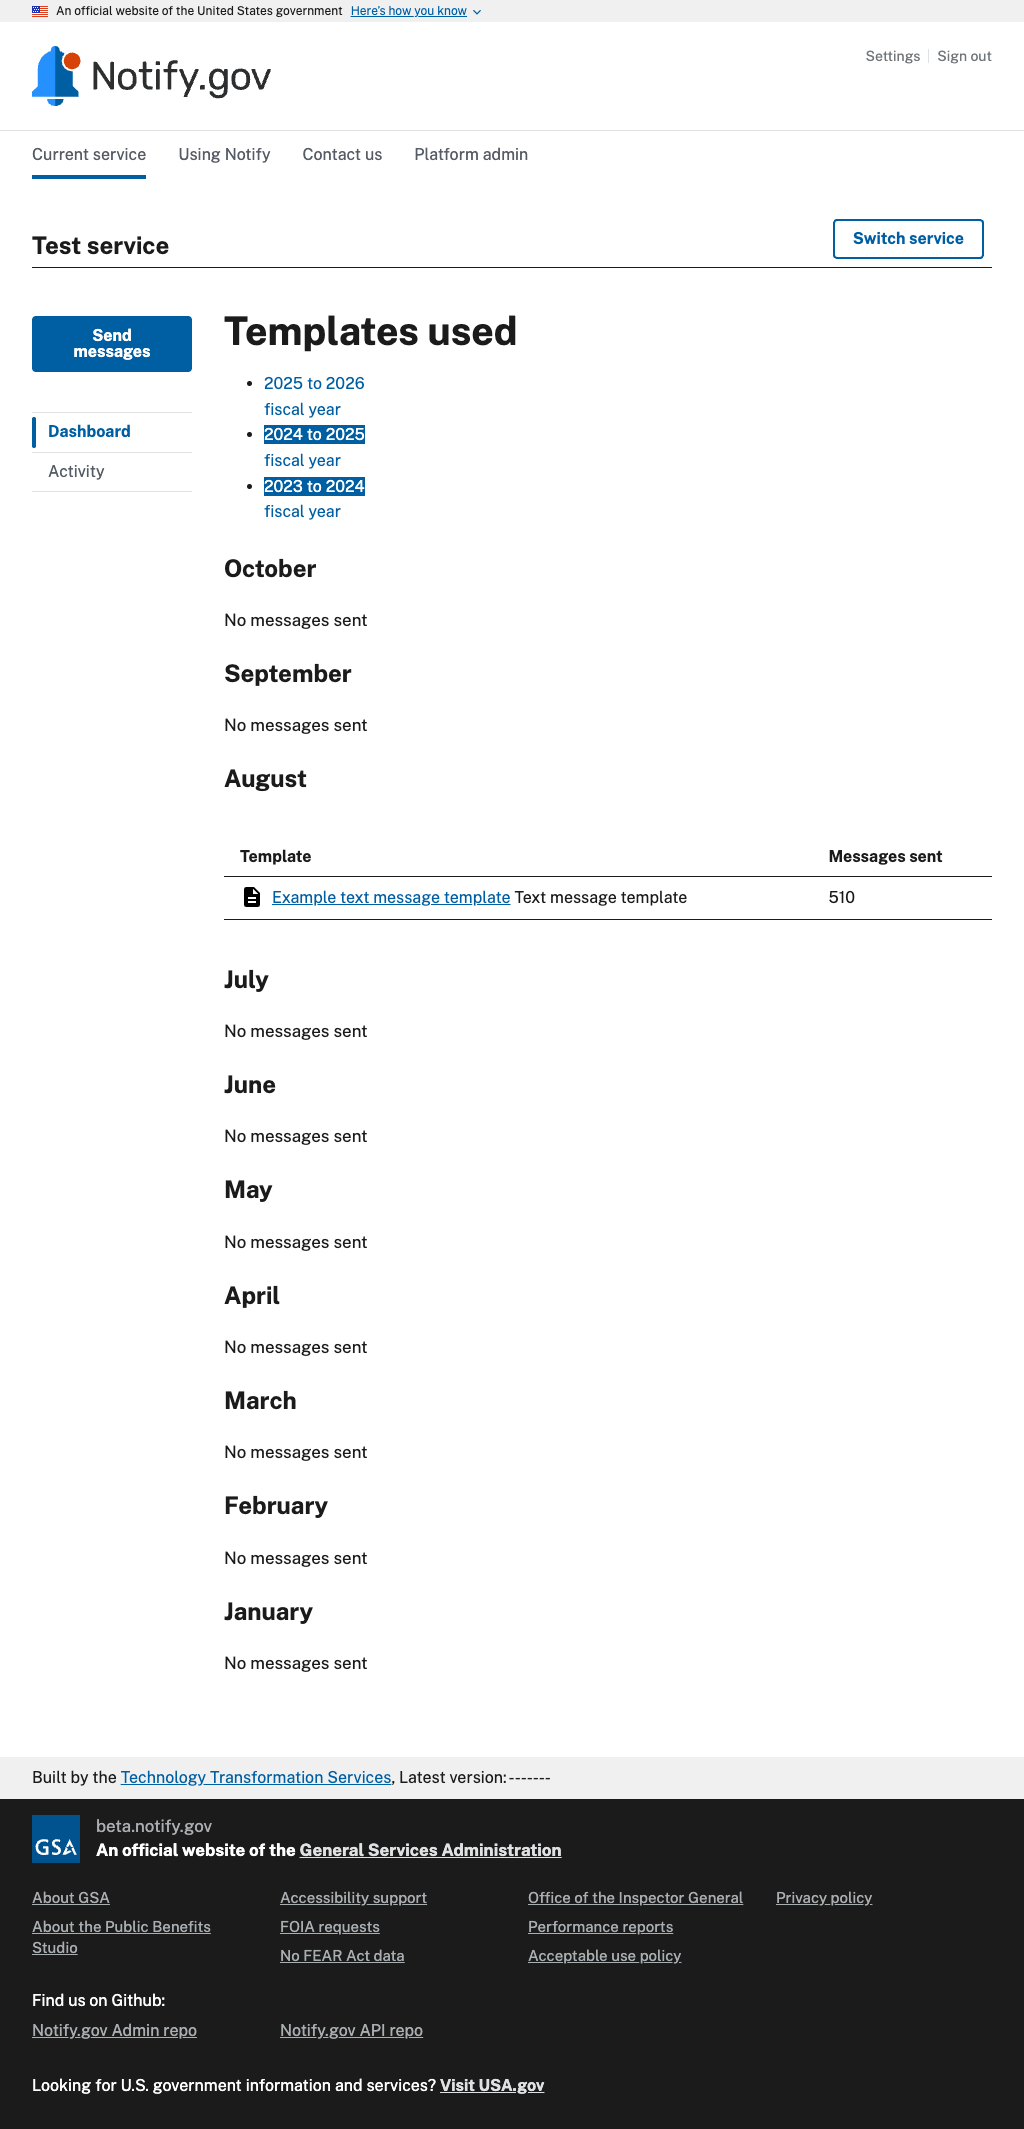 An official website of the United States government Here's how you know
Notify.gov
Settings Sign out
Current service Using Notify Contact us Platform admin
Test service
Switch service
Send
messages
Dashboard
Activity
Templates used
2025 to 2026
fiscal year
2024 to 2025
fiscal year
2023 to 2024
fiscal year
October
No messages sent
September
No messages sent
August
Template Messages sent
Example text message template Text message template 510
July
No messages sent
June
No messages sent
May
No messages sent
April
No messages sent
March
No messages sent
February
No messages sent
January
No messages sent
Built by the Technology Transformation Services, Latest version: -------
GSA
beta.notify.gov
An official website of the General Services Administration
About GSA
About the Public Benefits
Studio
Accessibility support
FOIA requests
No FEAR Act data
Office of the Inspector General
Performance reports
Acceptable use policy
Privacy policy
Find us on Github:
Notify.gov Admin repo Notify.gov API repo
Looking for U.S. government information and services? Visit USA.gov